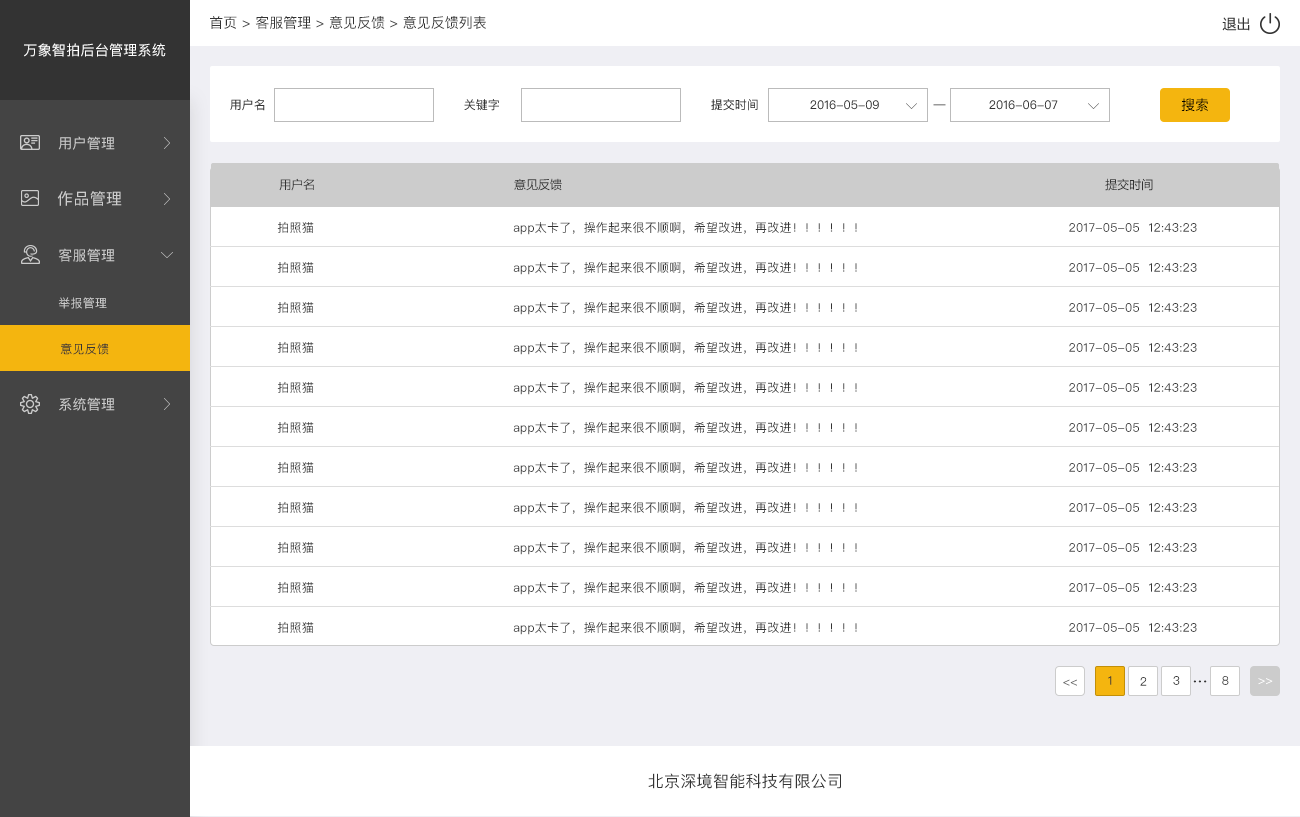 万象智拍后台管理系统
首页 > 客服管理 > 意见反馈 > 意见反馈列表
退出
用户管理
作品管理
客服管理
举报管理
意见反馈
系统管理
用户名 关键字 提交时间 2016-05-09 — 2016-06-07 搜索
用户名 意见反馈 提交时间
拍照猫 app太卡了，操作起来很不顺啊，希望改进，再改进！！！！！！ 2017-05-05 12:43:23
拍照猫 app太卡了，操作起来很不顺啊，希望改进，再改进！！！！！！ 2017-05-05 12:43:23
拍照猫 app太卡了，操作起来很不顺啊，希望改进，再改进！！！！！！ 2017-05-05 12:43:23
拍照猫 app太卡了，操作起来很不顺啊，希望改进，再改进！！！！！！ 2017-05-05 12:43:23
拍照猫 app太卡了，操作起来很不顺啊，希望改进，再改进！！！！！！ 2017-05-05 12:43:23
拍照猫 app太卡了，操作起来很不顺啊，希望改进，再改进！！！！！！ 2017-05-05 12:43:23
拍照猫 app太卡了，操作起来很不顺啊，希望改进，再改进！！！！！！ 2017-05-05 12:43:23
拍照猫 app太卡了，操作起来很不顺啊，希望改进，再改进！！！！！！ 2017-05-05 12:43:23
拍照猫 app太卡了，操作起来很不顺啊，希望改进，再改进！！！！！！ 2017-05-05 12:43:23
拍照猫 app太卡了，操作起来很不顺啊，希望改进，再改进！！！！！！ 2017-05-05 12:43:23
拍照猫 app太卡了，操作起来很不顺啊，希望改进，再改进！！！！！！ 2017-05-05 12:43:23
<< 1 2 3 ··· 8 >>
北京深境智能科技有限公司